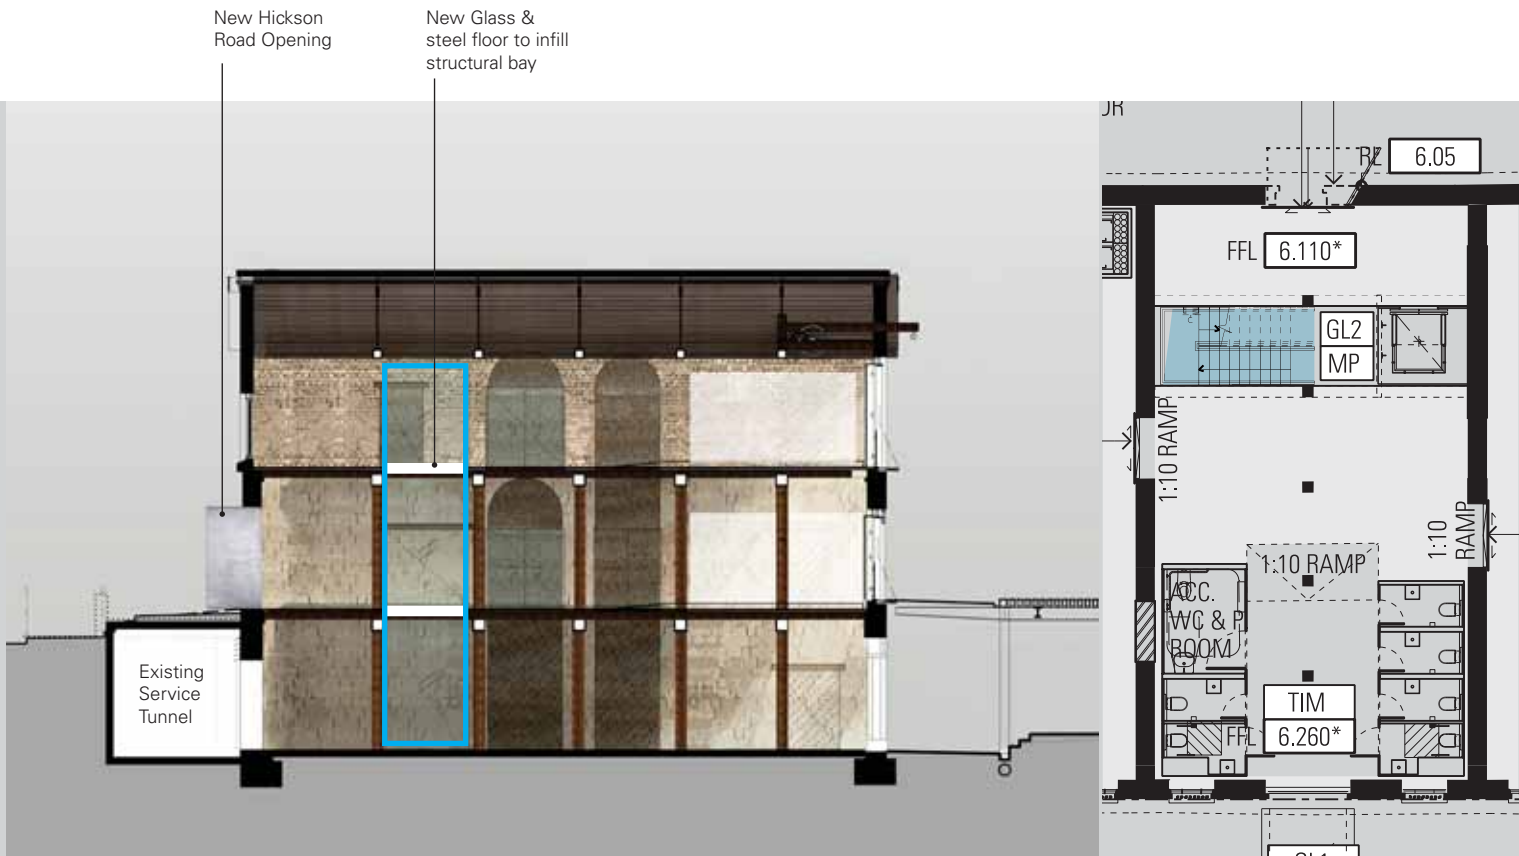 New Hickson
Road Opening
New Glass &
steel floor to infill
structural bay
Existing
Service
Tunnel
RL 6.05
FFL 6.110*
GL2
MP
1:10 RAMP
1:10
RAMP
1:10 RAMP
ACC.
WC & P
ROOM
TIM
FFL 6.260*